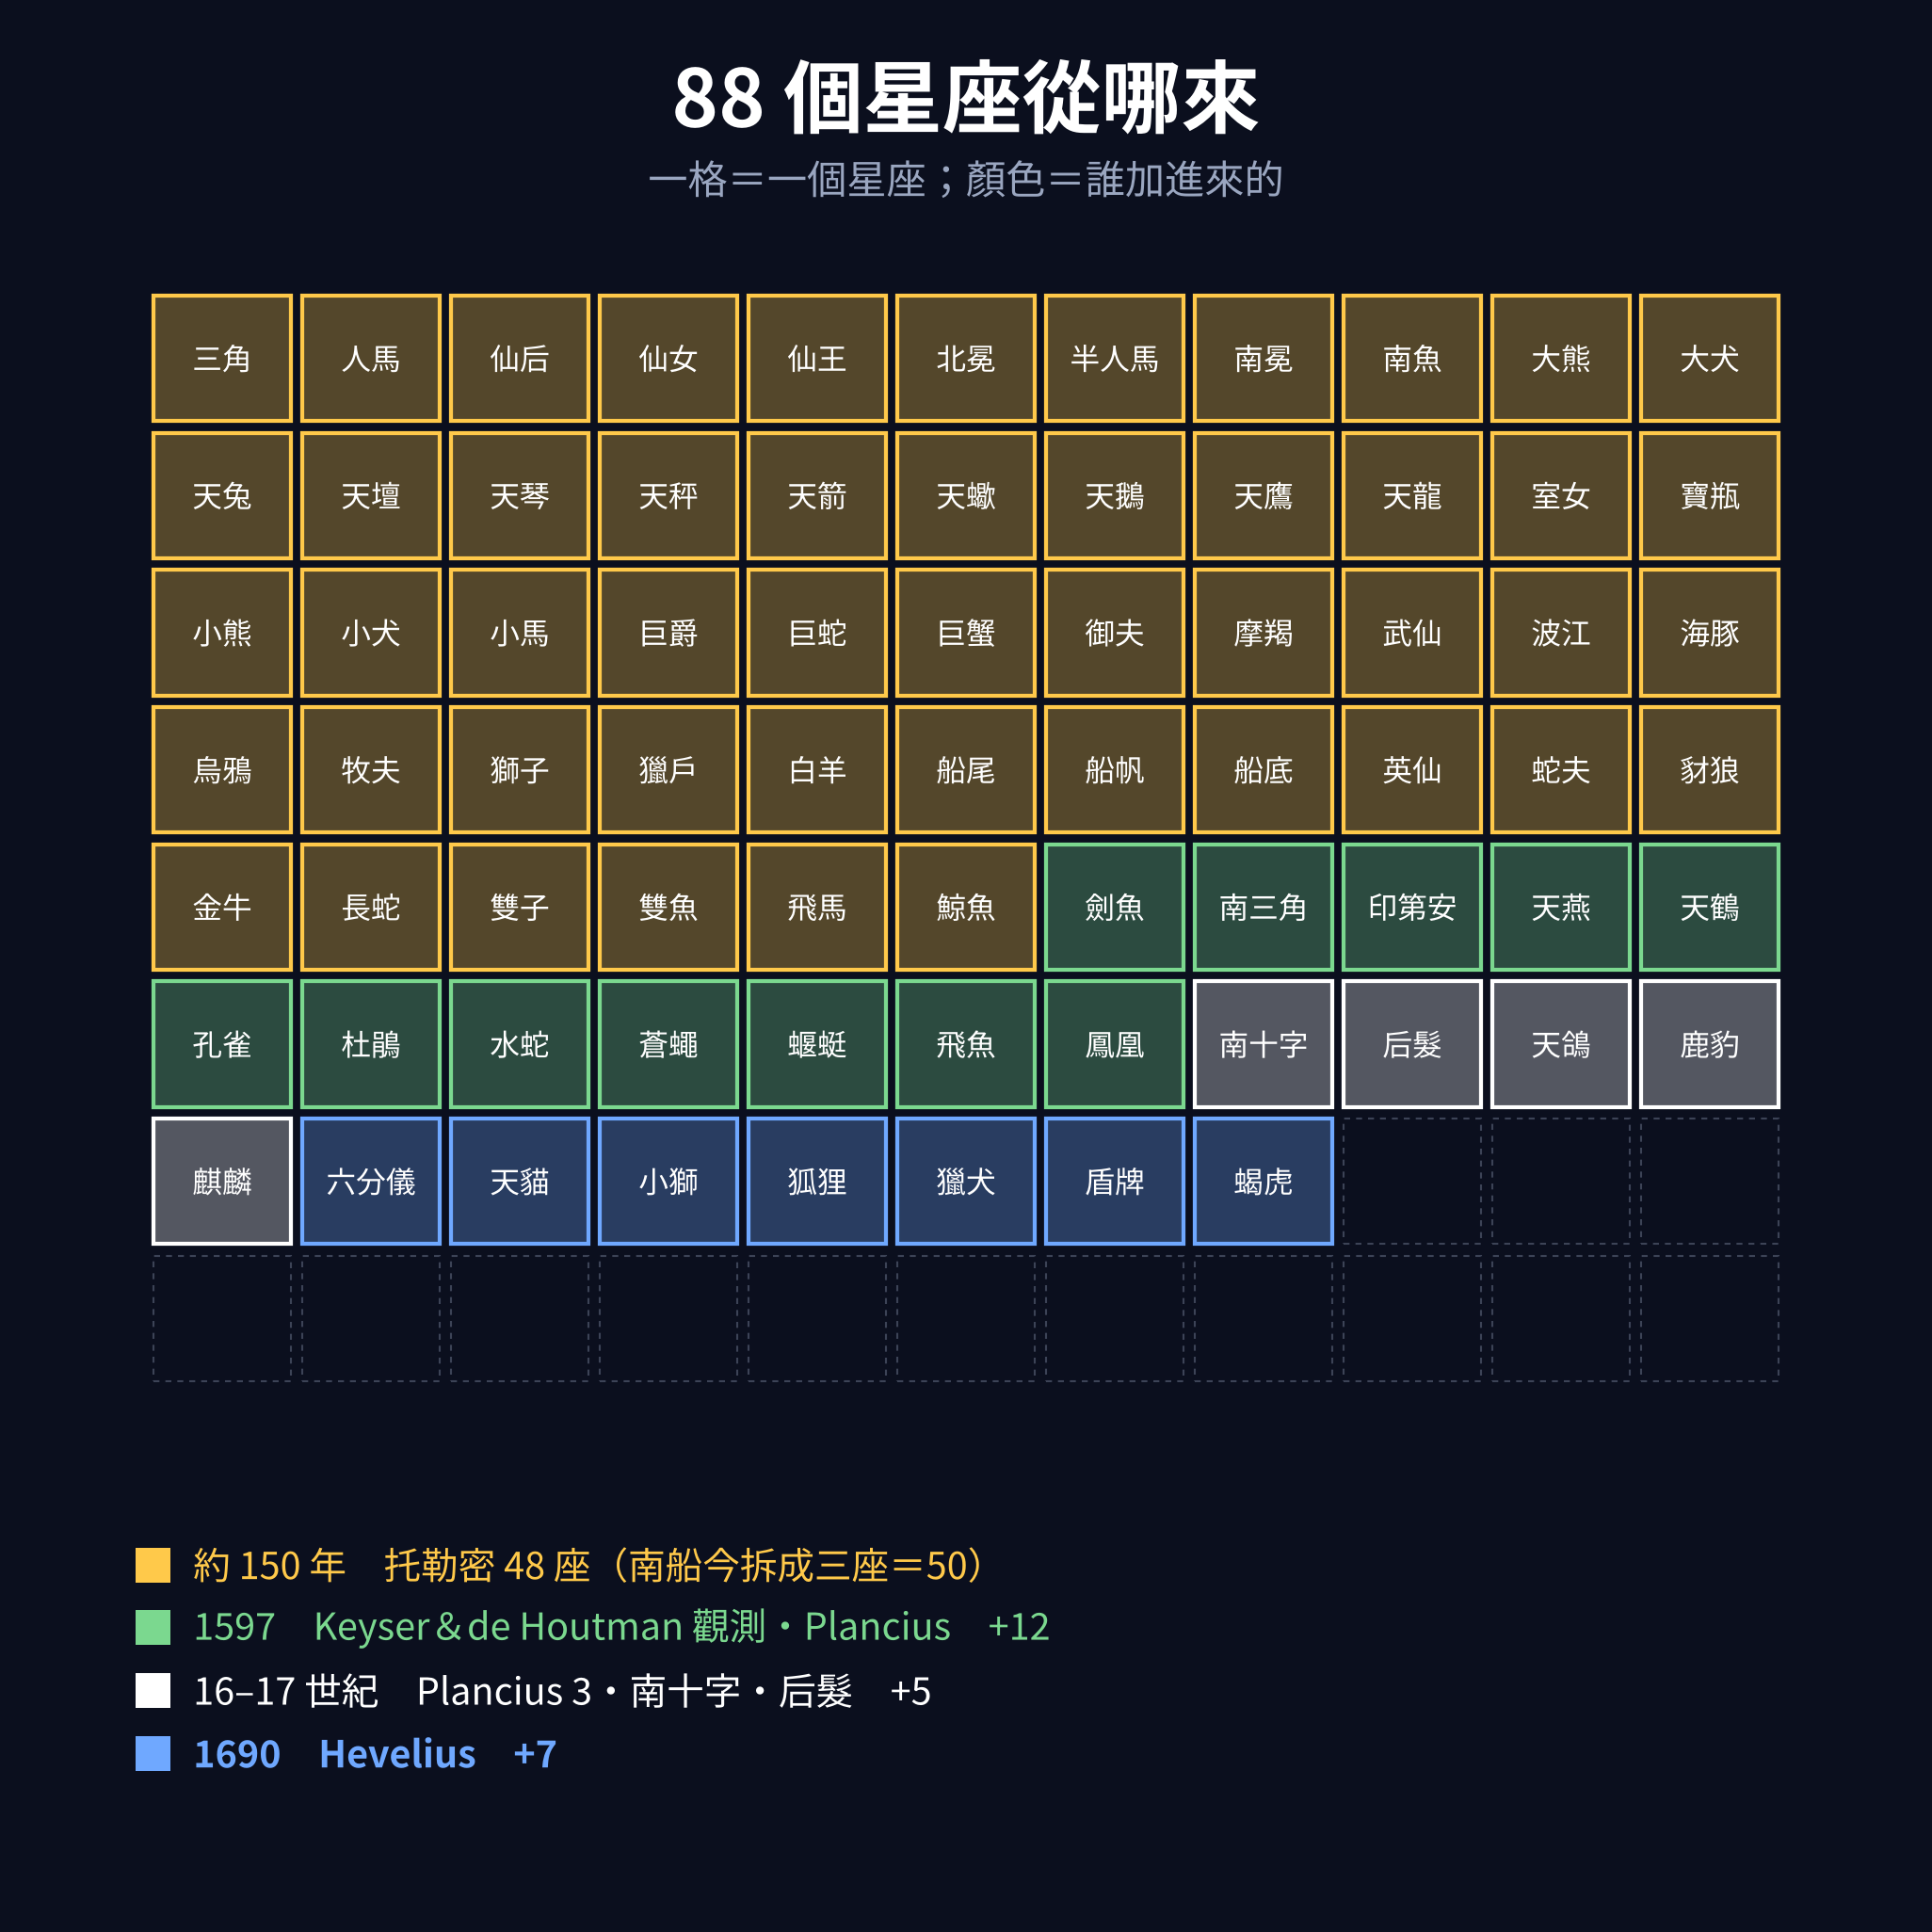 88 個星座從哪來
一格＝一個星座；顏色＝誰加進來的
三角 人馬 仙后 仙女 仙王 北冕 半人馬 南冕 南魚 大熊 大犬
天兔 天壇 天琴 天秤 天箭 天蠍 天鵝 天鷹 天龍 室女 寶瓶
小熊 小犬 小馬 巨爵 巨蛇 巨蟹 御夫 摩羯 武仙 波江 海豚
烏鴉 牧夫 獅子 獵戶 白羊 船尾 船帆 船底 英仙 蛇夫 豺狼
金牛 長蛇 雙子 雙魚 飛馬 鯨魚 劍魚 南三角 印第安 天燕 天鶴
孔雀 杜鵑 水蛇 蒼蠅 蝘蜓 飛魚 鳳凰 南十字 后髮 天鴿 鹿豹
麒麟 六分儀 天貓 小獅 狐狸 獵犬 盾牌 蝎虎
約 150 年　托勒密 48 座（南船今拆成三座＝50）
1597　Keyser＆de Houtman 觀測・Plancius　+12
16–17 世紀　Plancius 3・南十字・后髮　+5
1690　Hevelius　+7